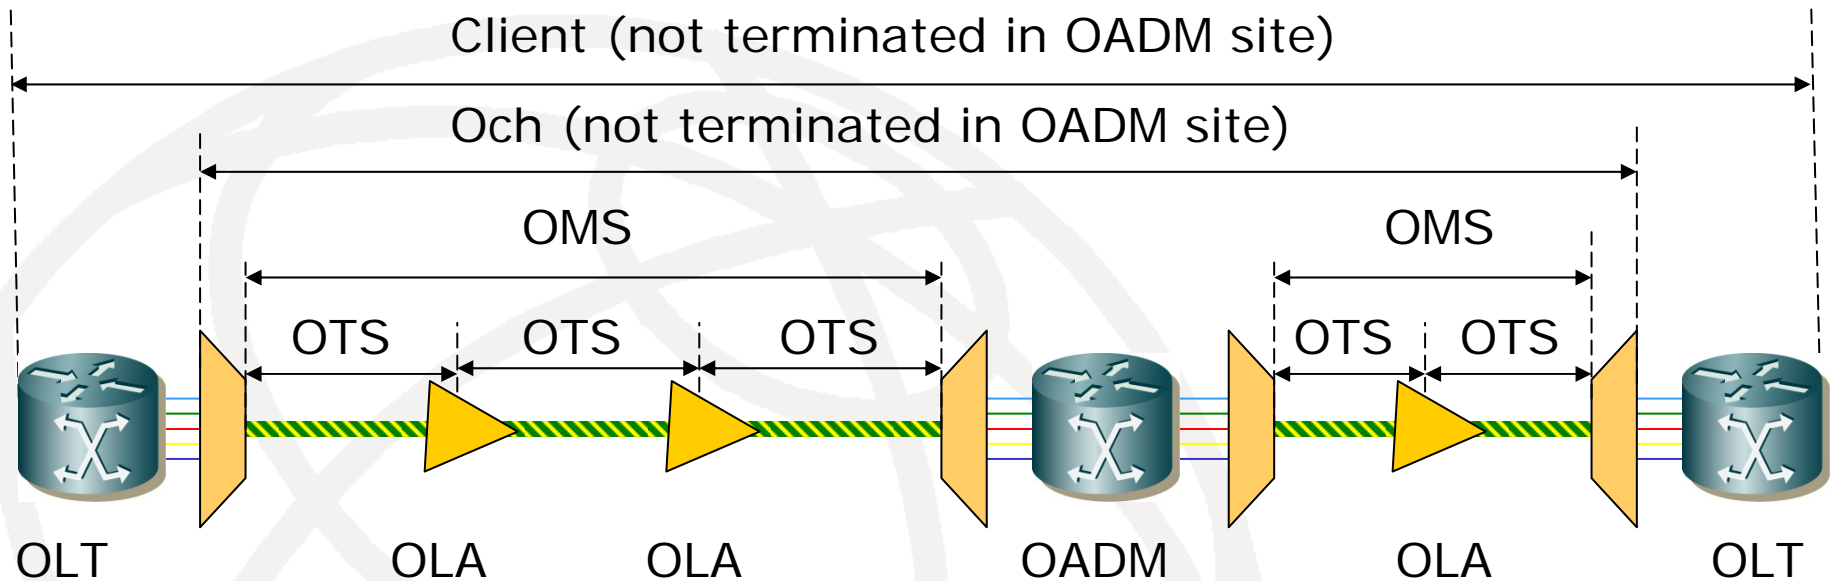 Client (not terminated in OADM site)
Och (not terminated in OADM site)
OMS OMS
OTS OTS OTS OTS OTS
OLT OLA OLA OADM OLA OLT